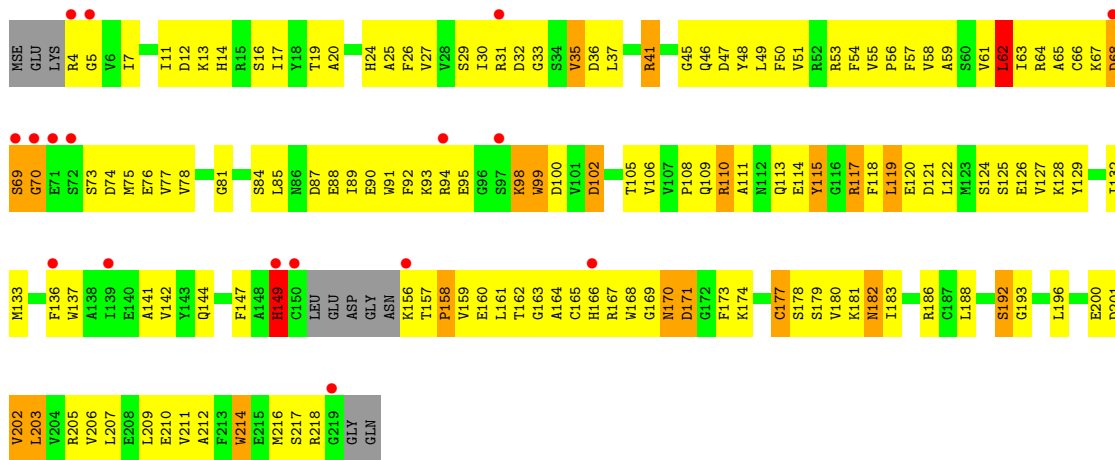 MSE GLU LYS R4 G5 V6 I7 I11 D12 K13 H14 R15 S16 I17 Y18 T19 A20 H24 A25 F26 V27 V28 S29 I30 R31 D32 G33 S34 V35 D36 L37 R41 G45 Q46 D47 Y48 L49 F50 V51 R52 R53 F54 V55 P56 F57 V58 A59 S60 V61 L62 I63 R64 A65 C66 K67 D68
S69 G70 E71 S72 S73 D74 M75 E76 V77 V78 G81 S84 L85 N86 D87 E88 I89 E90 W91 F92 K93 R94 E95 G96 S97 K98 W99 D100 V101 D102 T105 V106 V107 P108 Q109 R110 A111 N112 Q113 E114 Y115 G116 R117 F118 L119 E120 D121 L122 M123 S124 S125 E126 V127 K128 Y129 I132
M133 F136 W137 A138 I139 E140 A141 V142 Y143 Q144 F147 A148 H149 C150 LEU GLU ASP GLY ASN K156 T157 P158 V159 E160 L161 T162 G163 A164 C165 H166 R167 W168 G169 N170 D171 G172 F173 K174 C177 S178 S179 V180 K181 N182 I183 R186 C187 L188 S192 G193 L196 E200 D201
V202 L203 V204 R205 V206 L207 E208 L209 E210 V211 A212 F213 W214 E215 M216 S217 R218 G219 GLY GLN